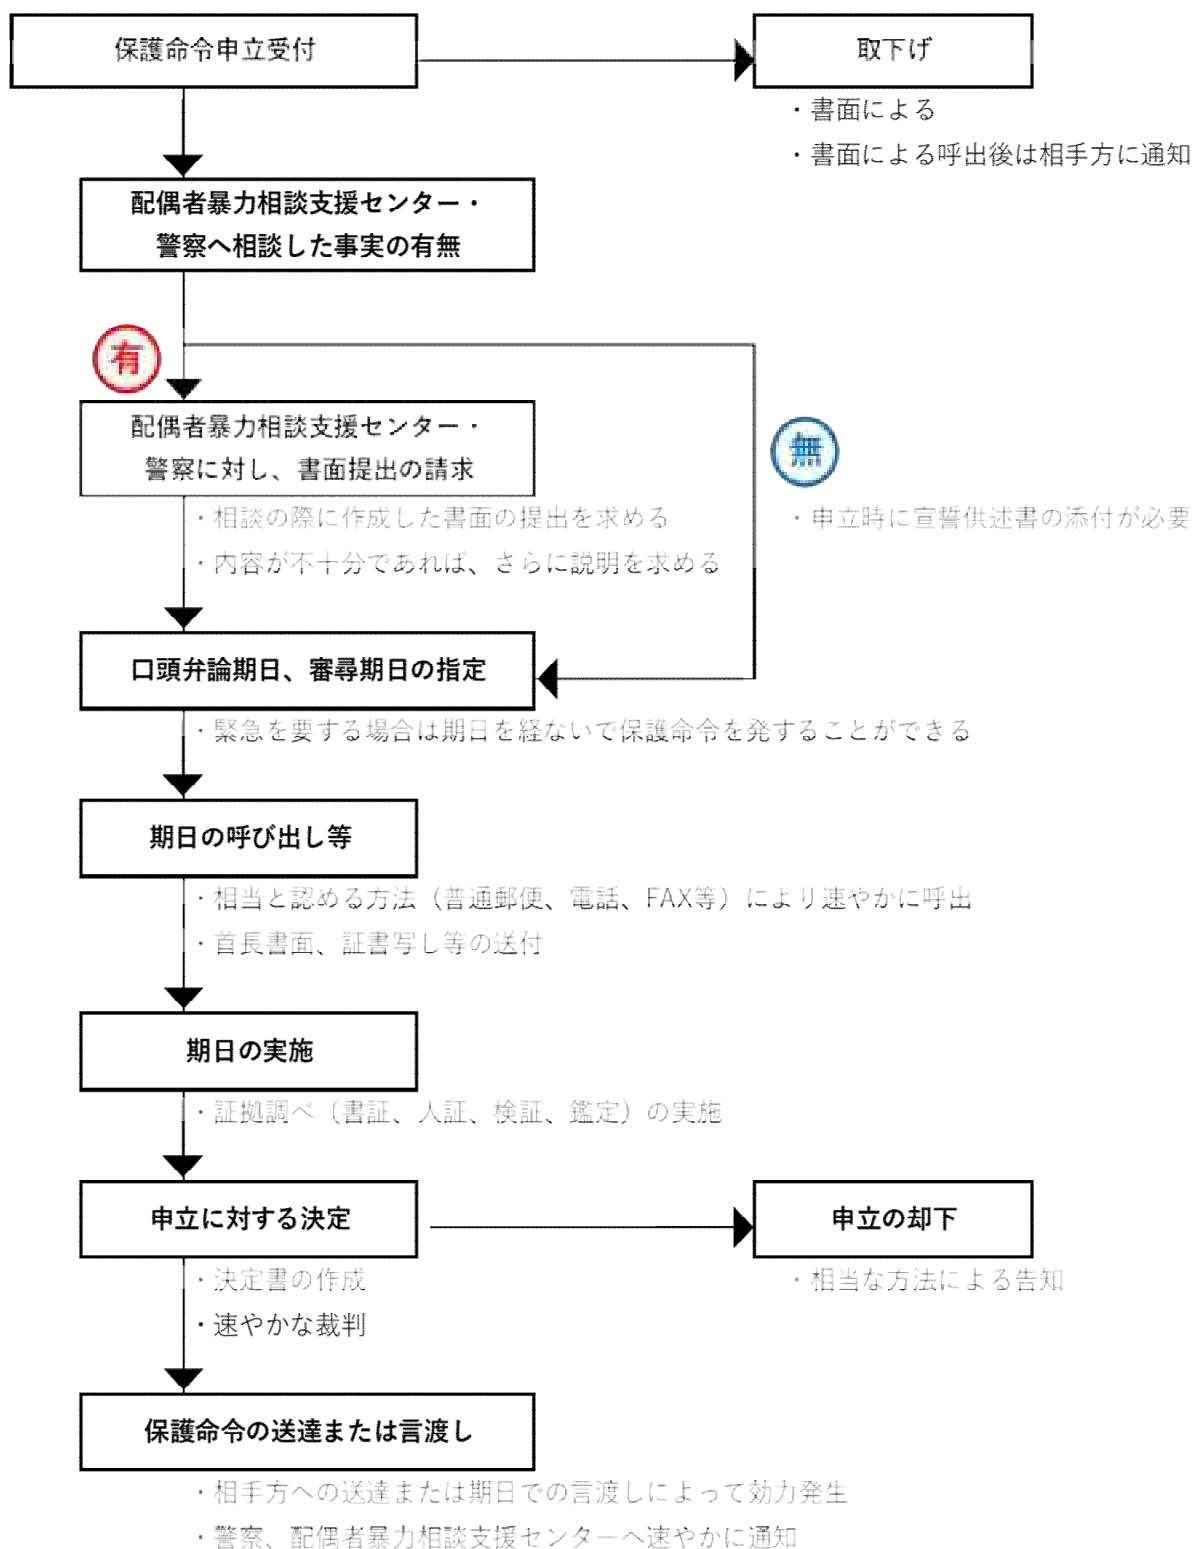 保護命令申立受付
取下げ
・書面による
・書面による呼出後は相手方に通知
配偶者暴力相談支援センター・
警察へ相談した事実の有無
有
配偶者暴力相談支援センター・
警察に対し、書面提出の請求
・相談の際に作成した書面の提出を求める
・内容が不十分であれば、さらに説明を求める
無
・申立時に宣誓供述書の添付が必要
口頭弁論期日、審尋期日の指定
・緊急を要する場合は期日を経ないで保護命令を発することができる
期日の呼び出し等
・相当と認める方法（普通郵便、電話、FAX等）により速やかに呼出
・首長書面、証書写し等の送付
期日の実施
・証拠調べ（書証、人証、検証、鑑定）の実施
申立に対する決定
申立の却下
・決定書の作成
・速やかな裁判
・相当な方法による告知
保護命令の送達または言渡し
・相手方への送達または期日での言渡しによって効力発生
・警察、配偶者暴力相談支援センターへ速やかに通知